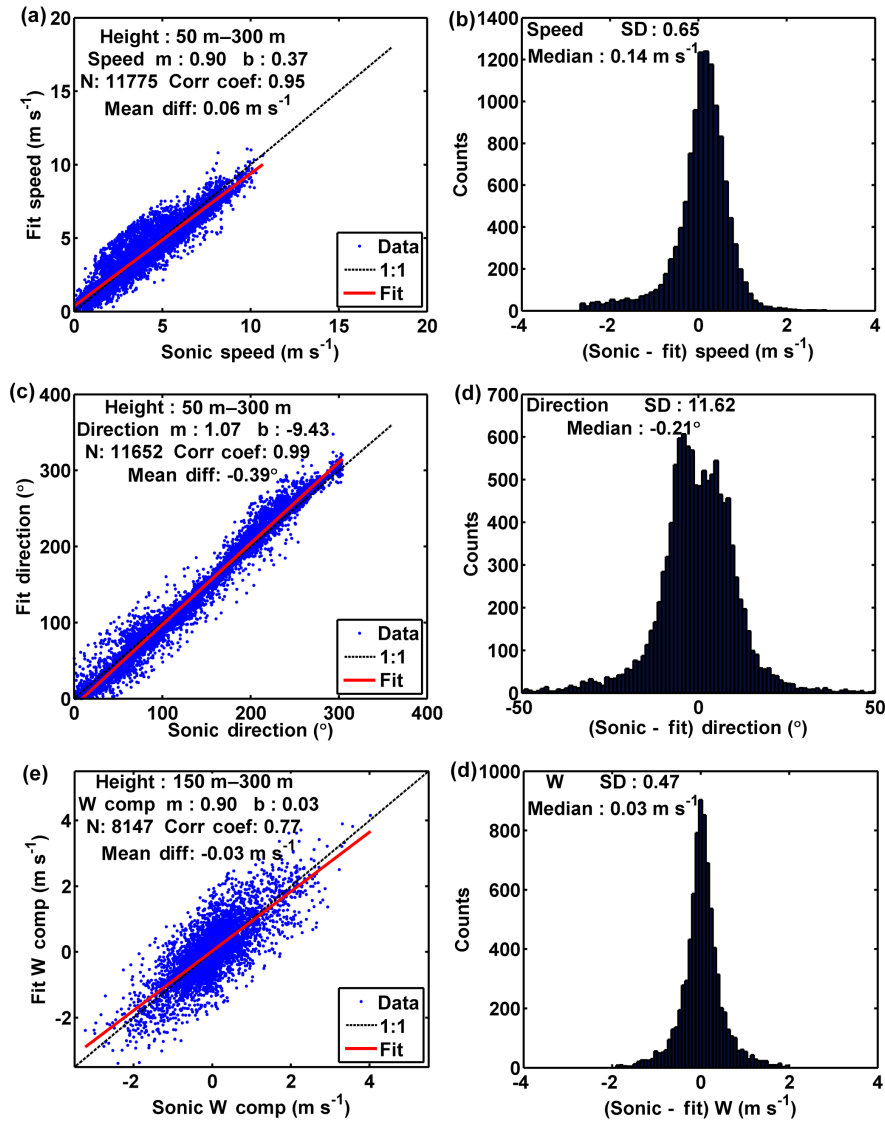 (a)
20
15
10
5
0
Height : 50 m–300 m
Speed m : 0.90 b : 0.37
N: 11775 Corr coef: 0.95
Mean diff: 0.06 m s⁻¹
Fit speed (m s⁻¹)
Data
1:1
Fit
0 5 10 15 20
Sonic speed (m s⁻¹)
(b)
1400
1200
1000
800
600
400
200
0
Speed SD : 0.65
Median : 0.14 m s⁻¹
Counts
-4 -2 0 2 4
(Sonic - fit) speed (m s⁻¹)
(c)
400
300
200
100
0
Height : 50 m–300 m
Direction m : 1.07 b : -9.43
N: 11652 Corr coef: 0.99
Mean diff: -0.39°
Fit direction (°)
Data
1:1
Fit
0 100 200 300 400
Sonic direction (°)
(d)
700
600
500
400
300
200
100
0
Direction SD : 11.62
Median : -0.21°
Counts
-50 0 50
(Sonic - fit) direction (°)
(e)
4
2
0
-2
Height : 150 m–300 m
W comp m : 0.90 b : 0.03
N: 8147 Corr coef: 0.77
Mean diff: -0.03 m s⁻¹
Fit W comp (m s⁻¹)
Data
1:1
Fit
-2 0 2 4
Sonic W comp (m s⁻¹)
(d)
1000
800
600
400
200
0
W SD : 0.47
Median : 0.03 m s⁻¹
Counts
-4 -2 0 2 4
(Sonic - fit) W (m s⁻¹)